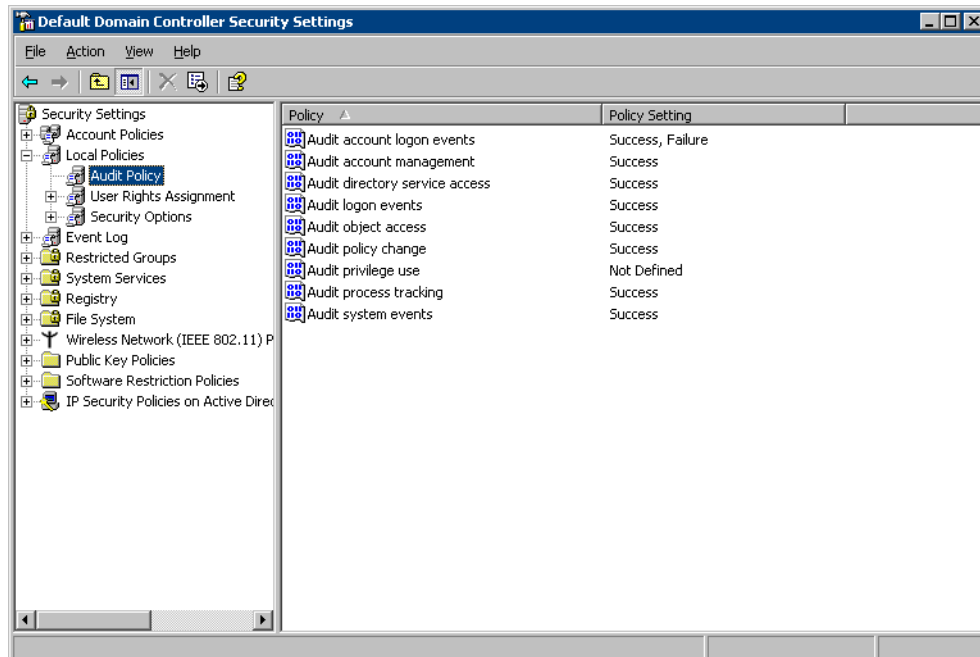 Default Domain Controller Security Settings
File Action View Help
Security Settings
Account Policies
Local Policies
Audit Policy
User Rights Assignment
Security Options
Event Log
Restricted Groups
System Services
Registry
File System
Wireless Network (IEEE 802.11) P
Public Key Policies
Software Restriction Policies
IP Security Policies on Active Direc
Policy Policy Setting
Audit account logon events Success, Failure
Audit account management Success
Audit directory service access Success
Audit logon events Success
Audit object access Success
Audit policy change Success
Audit privilege use Not Defined
Audit process tracking Success
Audit system events Success